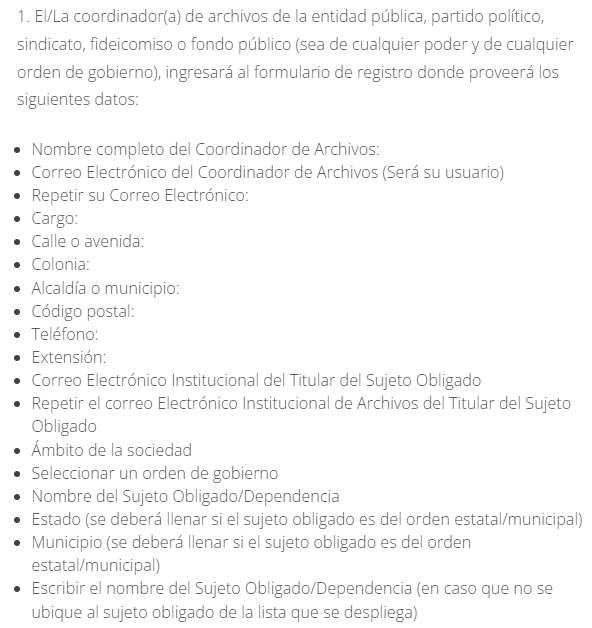 1. El/La coordinador(a) de archivos de la entidad pública, partido político,
sindicato, fideicomiso o fondo público (sea de cualquier poder y de cualquier
orden de gobierno), ingresará al formulario de registro donde proveerá los
siguientes datos:
• Nombre completo del Coordinador de Archivos:
• Correo Electrónico del Coordinador de Archivos (Será su usuario)
• Repetir su Correo Electrónico:
• Cargo:
• Calle o avenida:
• Colonia:
• Alcaldía o municipio:
• Código postal:
• Teléfono:
• Extensión:
• Correo Electrónico Institucional del Titular del Sujeto Obligado
• Repetir el correo Electrónico Institucional de Archivos del Titular del Sujeto
Obligado
• Ámbito de la sociedad
• Seleccionar un orden de gobierno
• Nombre del Sujeto Obligado/Dependencia
• Estado (se deberá llenar si el sujeto obligado es del orden estatal/municipal)
• Municipio (se deberá llenar si el sujeto obligado es del orden
estatal/municipal)
• Escribir el nombre del Sujeto Obligado/Dependencia (en caso que no se
ubique al sujeto obligado de la lista que se despliega)